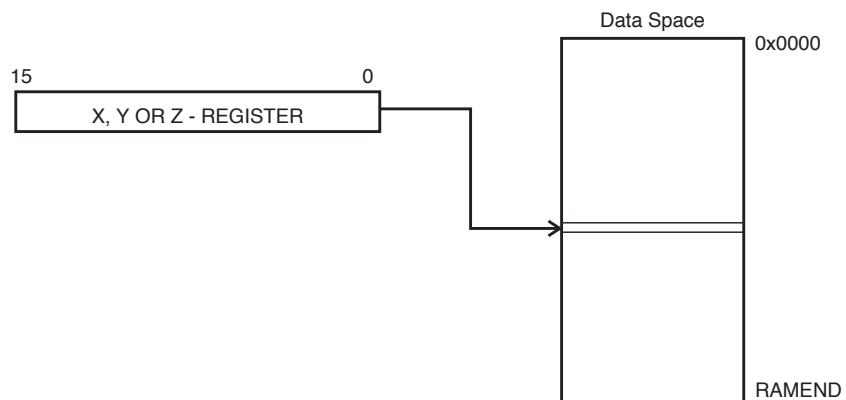 Data Space
0x0000
15 0
X, Y OR Z - REGISTER
RAMEND